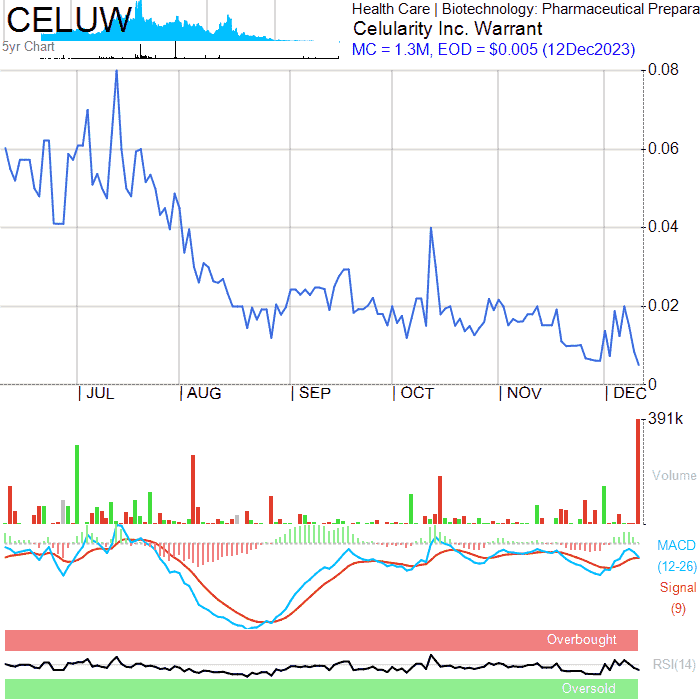 CELUW
Health Care | Biotechnology: Pharmaceutical Prepara
Celularity Inc. Warrant
MC = 1.3M, EOD = $0.005 (12Dec2023)
5yr Chart
0.08
0.06
0.04
0.02
0
| JUL | AUG | SEP | OCT | NOV | DEC
391k
Volume
MACD
(12-26)
Signal
(9)
Overbought
RSI(14)
Oversold